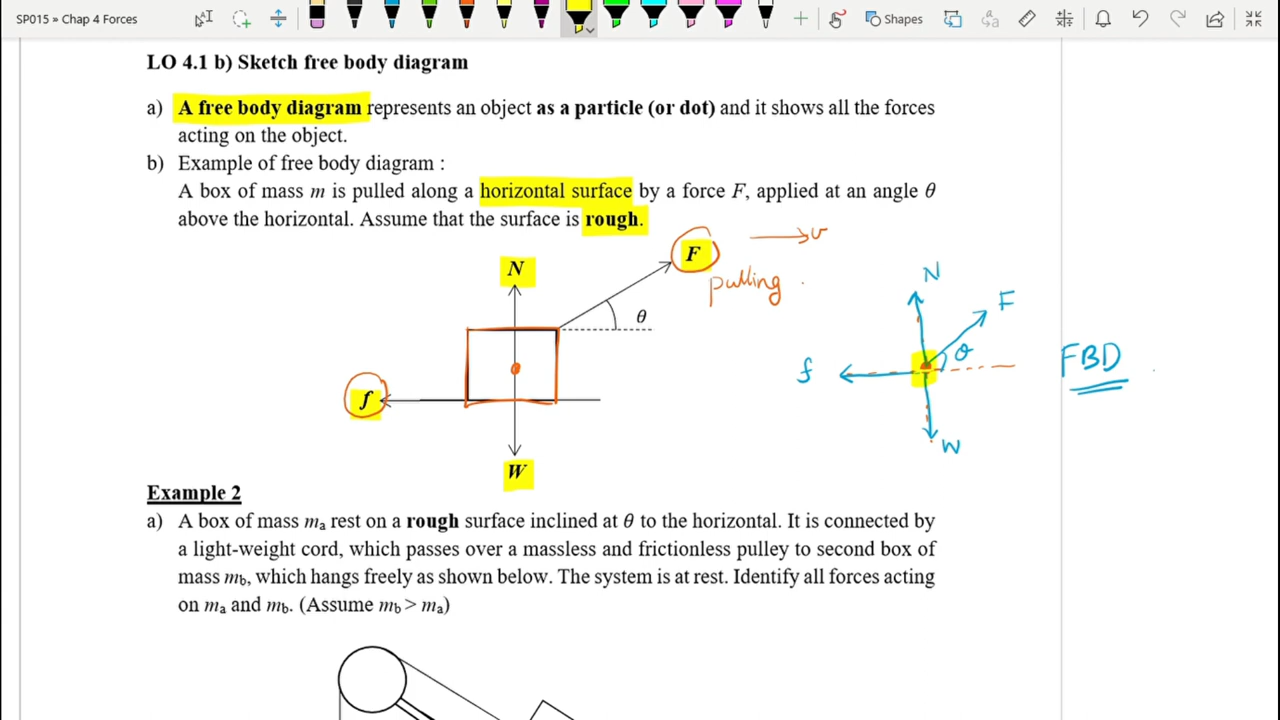 SP015 » Chap 4 Forces
Shapes
LO 4.1 b) Sketch free body diagram
a) A free body diagram represents an object as a particle (or dot) and it shows all the forces
acting on the object.
b) Example of free body diagram :
A box of mass m is pulled along a horizontal surface by a force F, applied at an angle θ
above the horizontal. Assume that the surface is rough.
F
v
N
pulling
θ
f
W
N
F
θ
f
W
FBD
Example 2
a) A box of mass mₐ rest on a rough surface inclined at θ to the horizontal. It is connected by
a light-weight cord, which passes over a massless and frictionless pulley to second box of
mass mb, which hangs freely as shown below. The system is at rest. Identify all forces acting
on mₐ and mb. (Assume mb > mₐ)